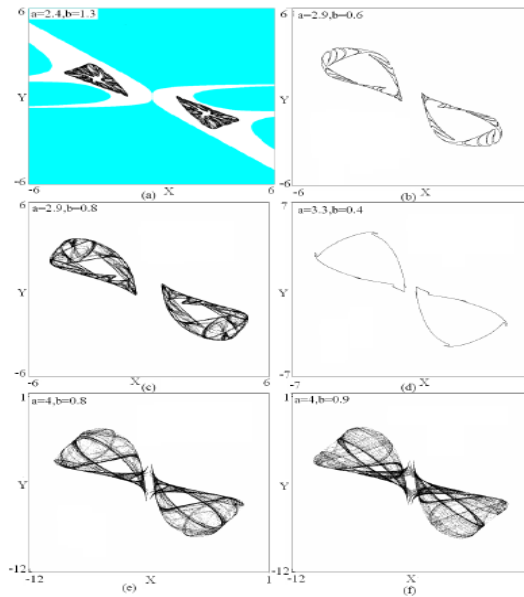 6 a=2.4,b=1.3
Y
-6
-6 X 6
(a)
6 a=2.9,b=0.6
Y
-6
-6 X 6
(b)
6 a=2.9,b=0.8
Y
-6
-6 X 6
(c)
7 a=3.3,b=0.4
Y
-7
-7 X
(d)
1 a=4,b=0.8
Y
-12
-12 X 1
(e)
1 a=4,b=0.9
Y
-12
-12 X
(f)